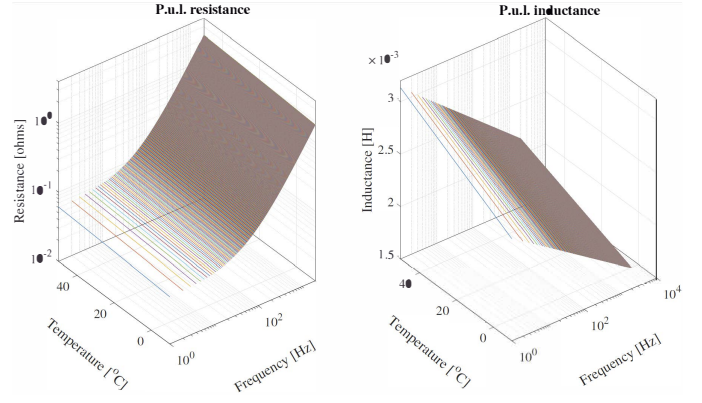 P.u.l. resistance
Resistance [ohms]
10⁰
10⁻¹
10⁻²
40
20
0
Temperature [°C]
10⁰
10²
Frequency [Hz]
P.u.l. inductance
×10⁻³
Inductance [H]
3
2.5
2
1.5
40
20
0
Temperature [°C]
10⁰
10²
10⁴
Frequency [Hz]